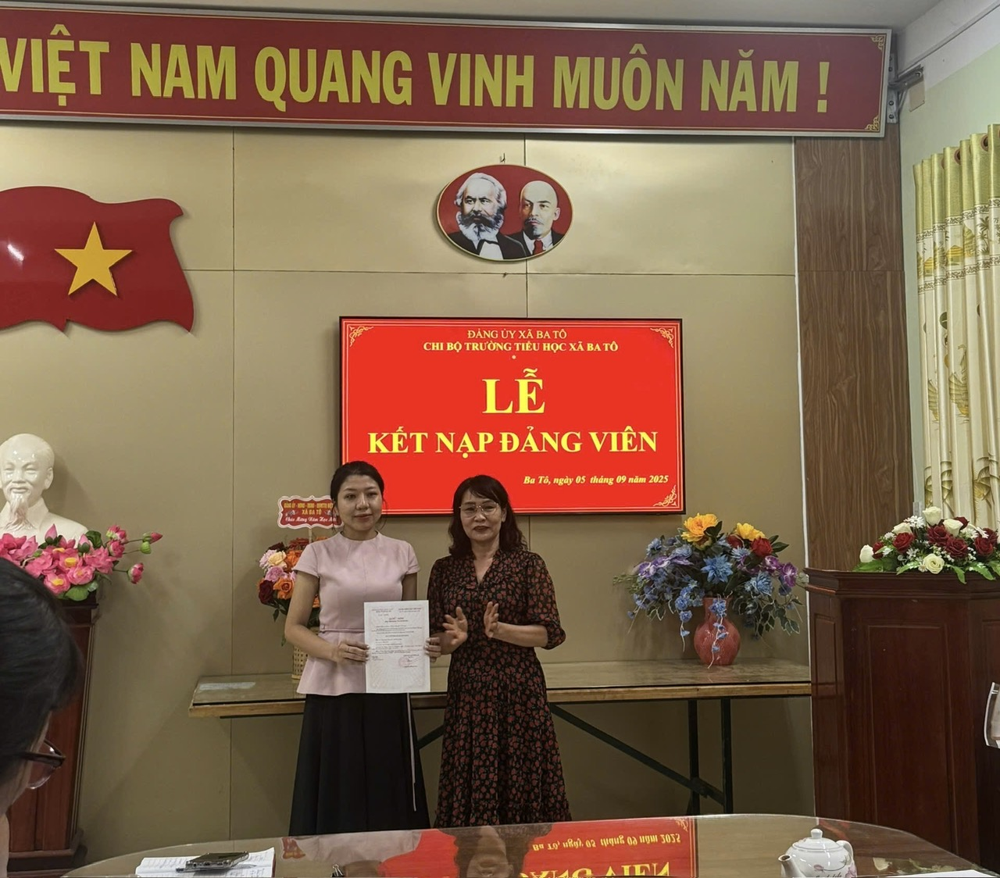 VIỆT NAM QUANG VINH MUÔN NĂM !
ĐẢNG ỦY XÃ BA TÔ
CHI BỘ TRƯỜNG TIỂU HỌC XÃ BA TÔ
*
LỄ
KẾT NẠP ĐẢNG VIÊN
Ba Tô, ngày 05 tháng 09 năm 2025
XÃ BA TÔ